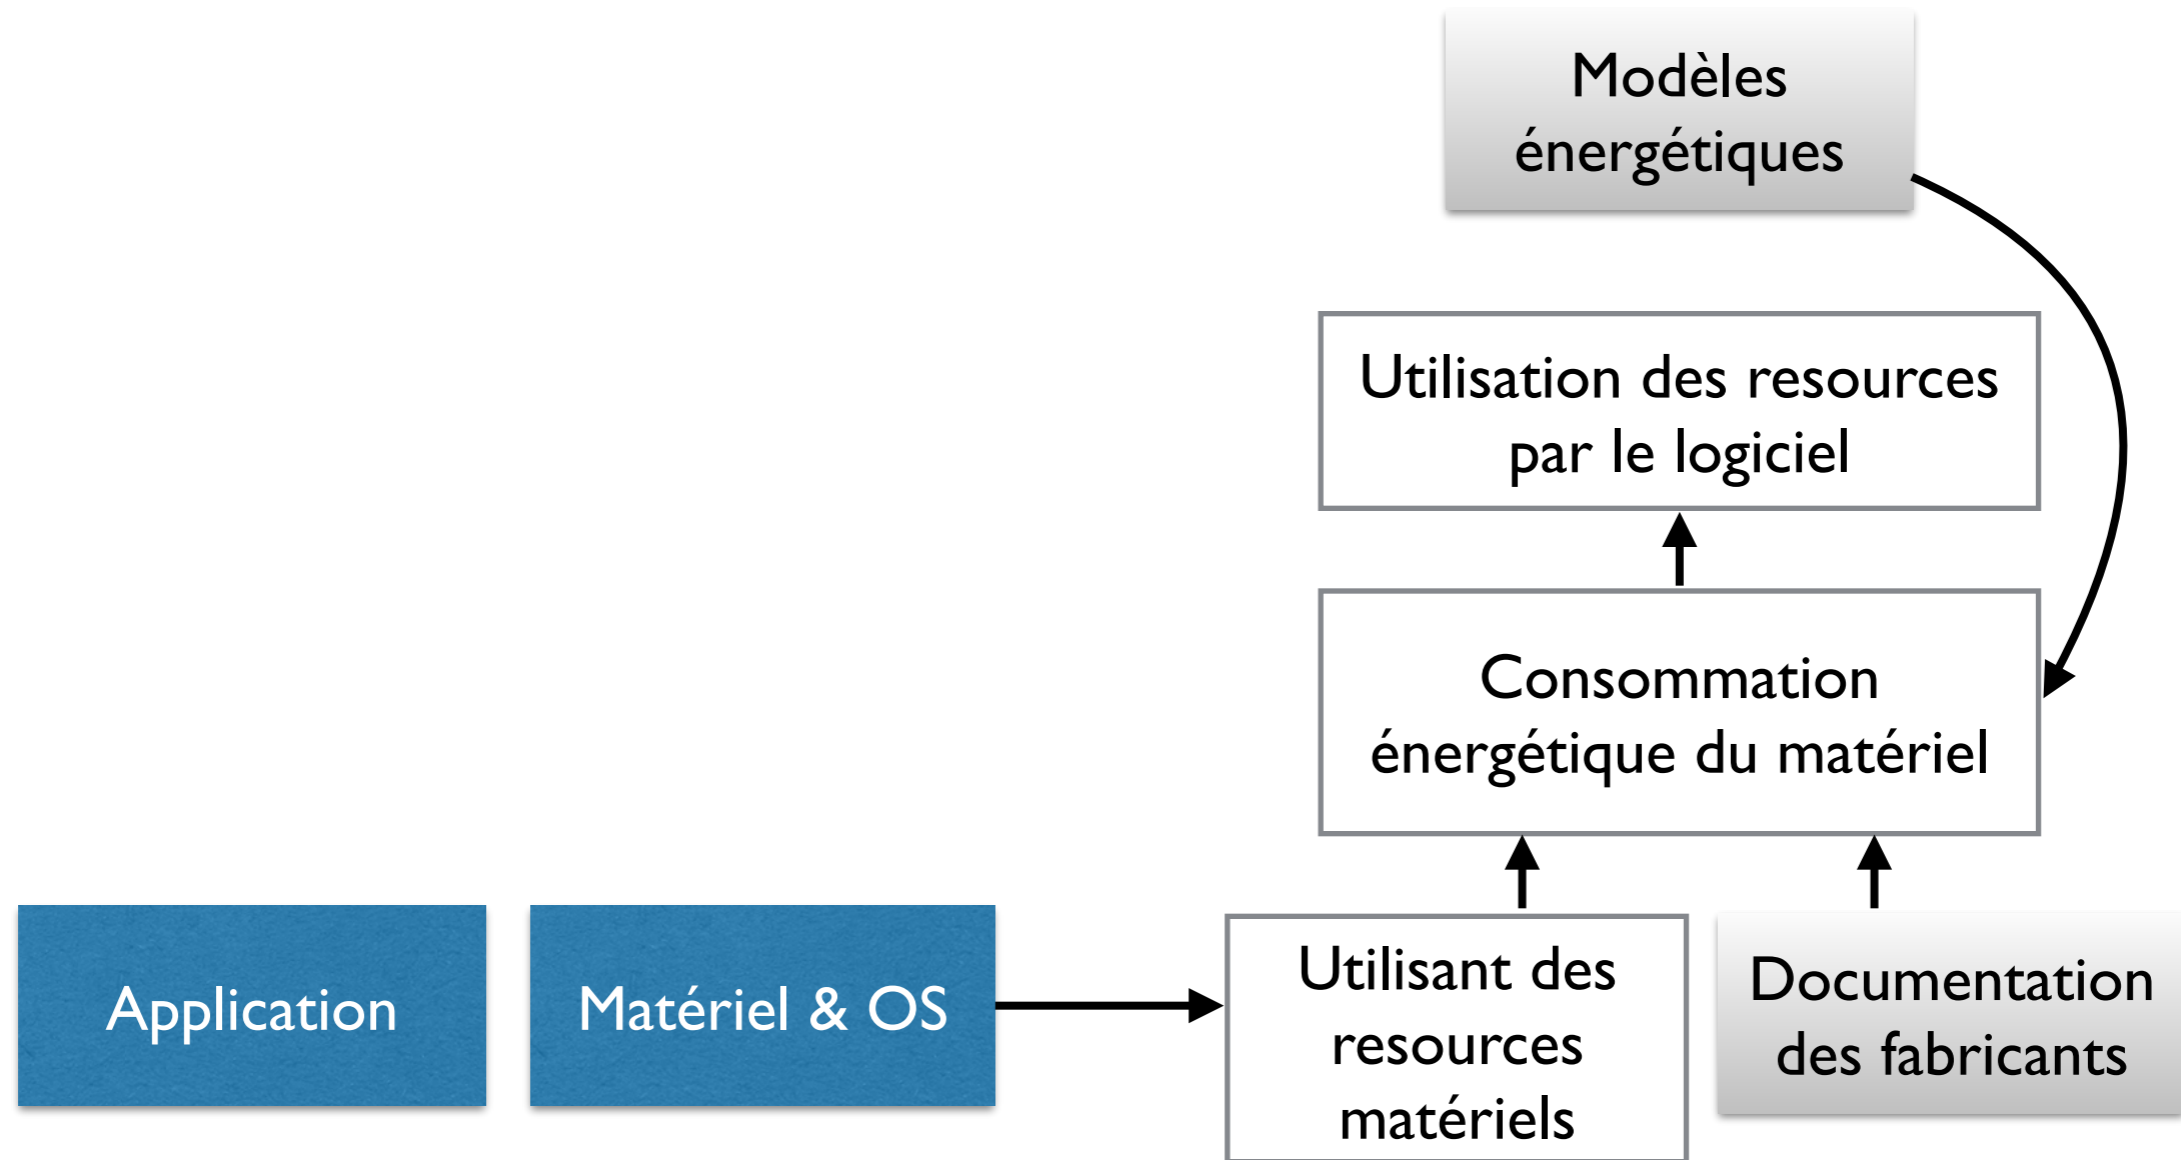 Modèles
énergétiques
Utilisation des resources
par le logiciel
Consommation
énergétique du matériel
Application
Matériel & OS
Utilisant des
resources
matériels
Documentation
des fabricants